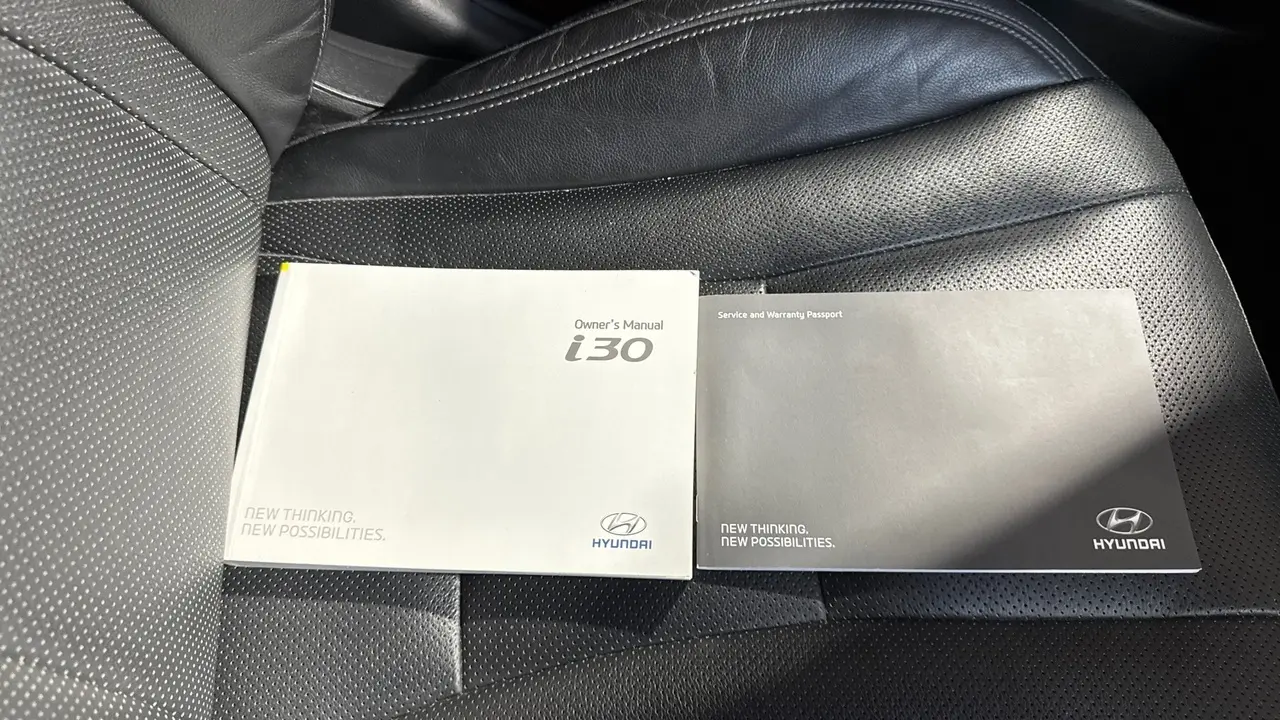 Owner's Manual
i30
NEW THINKING.
NEW POSSIBILITIES.
HYUNDAI
Service and Warranty Passport
NEW THINKING.
NEW POSSIBILITIES.
HYUNDAI